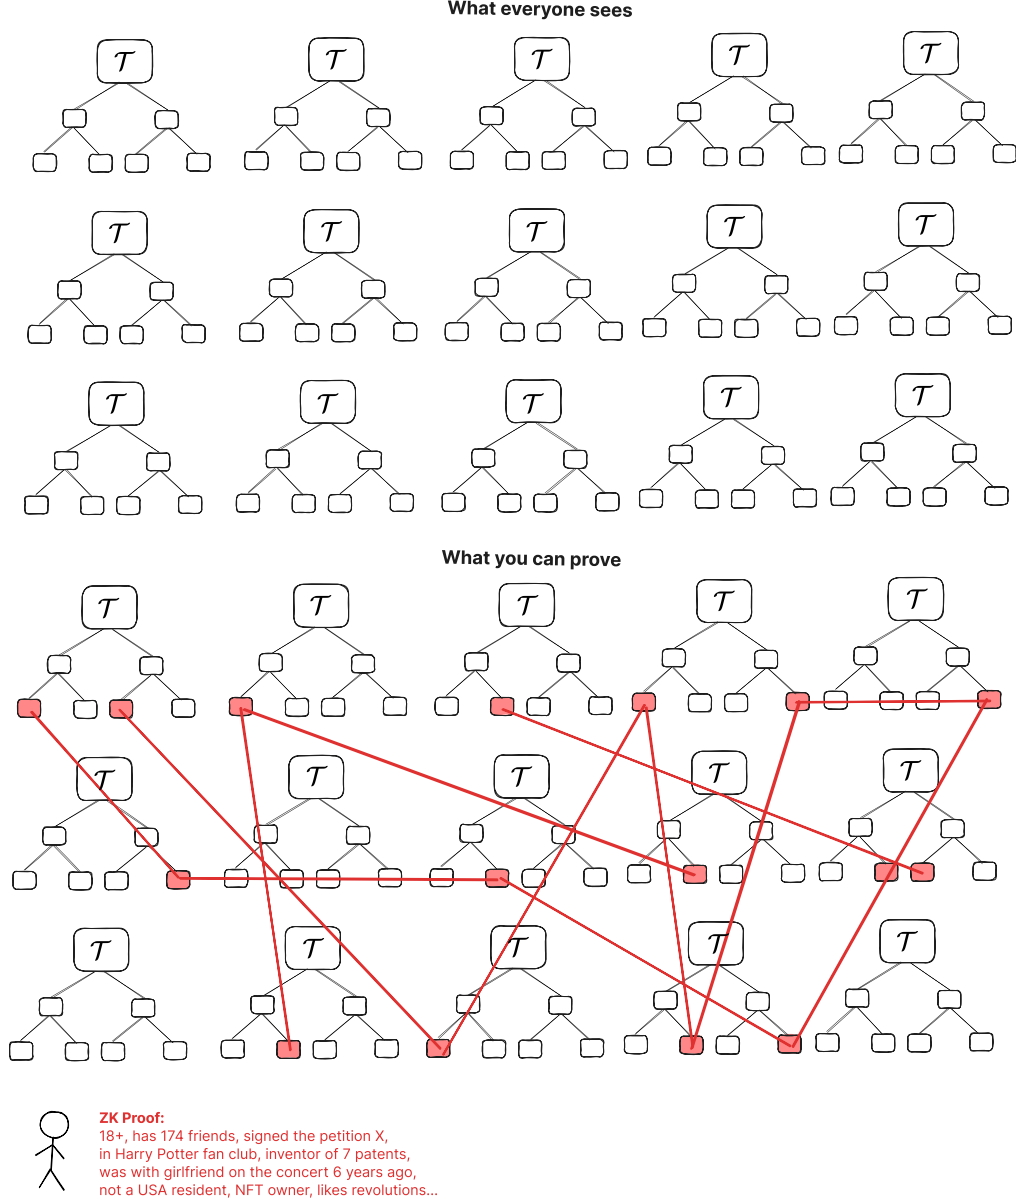 What everyone sees
T T T T T
T T T T T
T T T T T
What you can prove
T T T T T
T T T T T
T T T T T
ZK Proof:
18+, has 174 friends, signed the petition X,
in Harry Potter fan club, inventor of 7 patents,
was with girlfriend on the concert 6 years ago,
not a USA resident, NFT owner, likes revolutions...